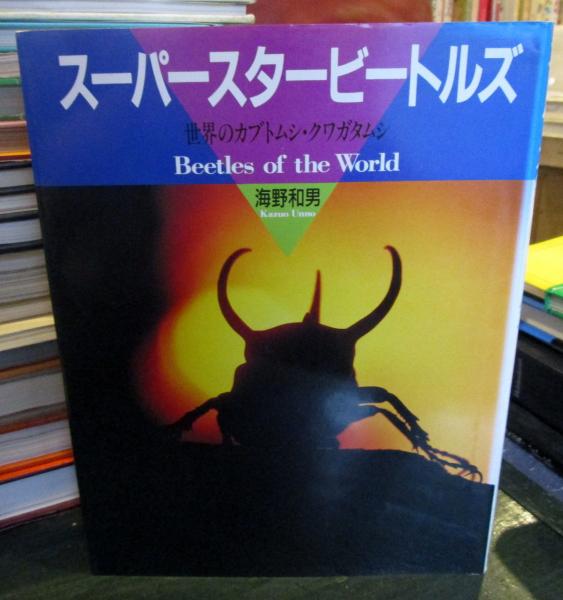 スーパースタービートルズ
世界のカブトムシ・クワガタムシ
Beetles of the World
海野和男
Kazuo Unno